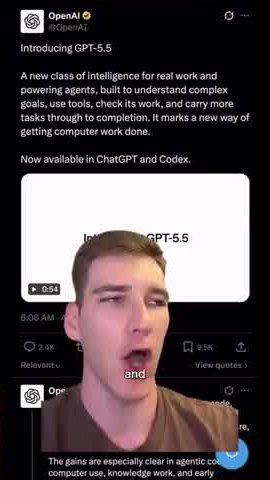 OpenAI
@OpenAI
Introducing GPT-5.5
A new class of intelligence for real work and
powering agents, built to understand complex
goals, use tools, check its work, and carry more
tasks through to completion. It marks a new way of
getting computer work done.
Now available in ChatGPT and Codex.
GPT-5.5
0:54
6:06 AM
2.4K
9.5K
Relevant
View quotes
and
The gains are especially clear in agentic
computer use, knowledge work, and early